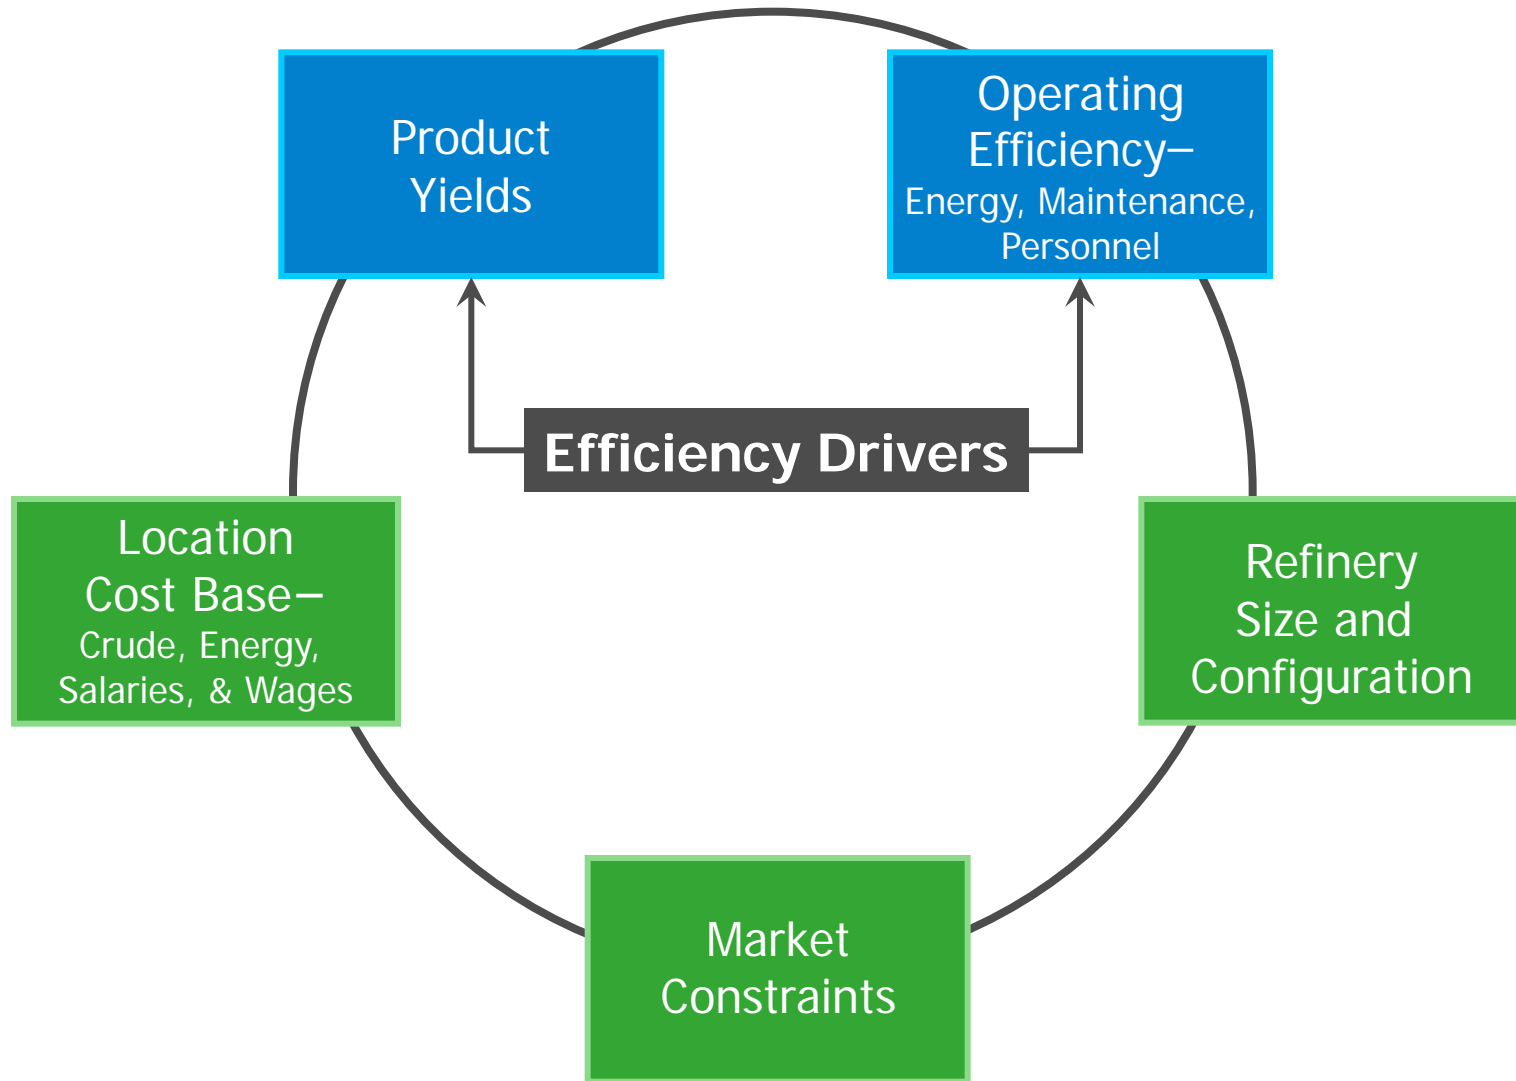 Product
Yields
Operating
Efficiency–
Energy, Maintenance,
Personnel
Efficiency Drivers
Location
Cost Base–
Crude, Energy,
Salaries, & Wages
Refinery
Size and
Configuration
Market
Constraints